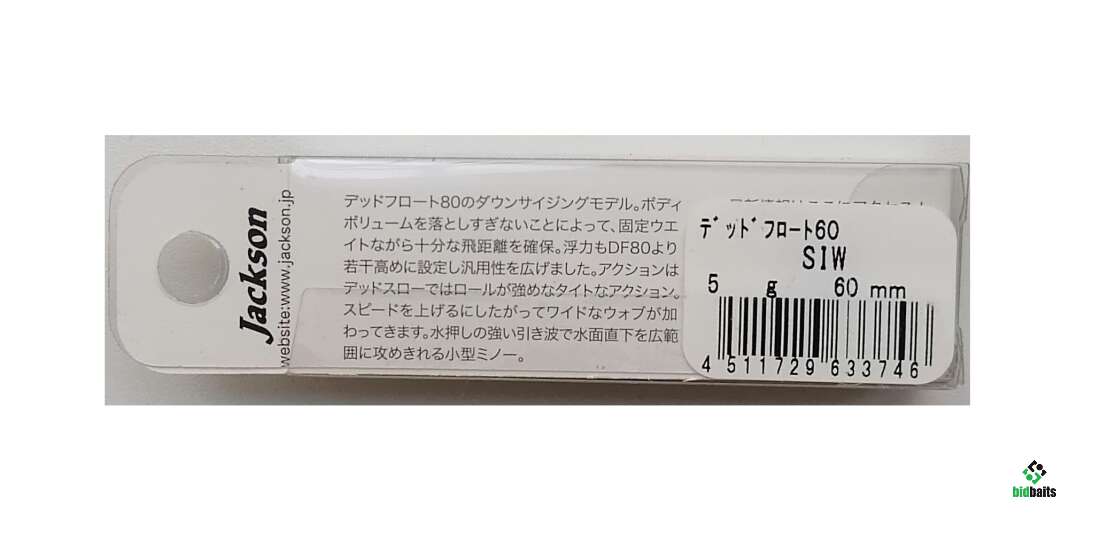 Jackson
website:www.jackson.jp
デッドフロート80のダウンサイジングモデル。ボディ
ボリュームを落としすぎないことによって、固定ウエ
イトながら十分な飛距離を確保。浮力もDF80より
若干高めに設定し汎用性を広げました。アクションは
デッドスローではロールが強めなタイトなアクション。
スピードを上げるにしたがってワイドなウォブが加
わってきます。水押しの強い引き波で水面直下を広範
囲に攻めきれる小型ミノー。
ﾃﾞｯﾄﾞﾌﾛｰﾄ60
SIW
5 g 60 mm
4 511729 633746
bidbaits